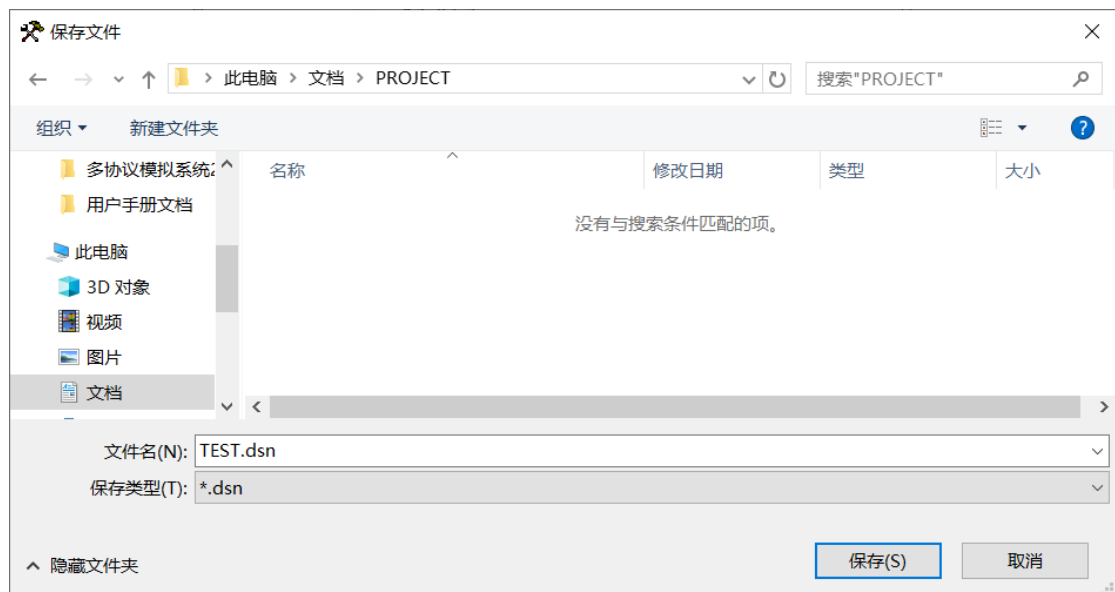 保存文件
此电脑 > 文档 > PROJECT
搜索"PROJECT"
组织
新建文件夹
多协议模拟系统2
用户手册文档
此电脑
3D 对象
视频
图片
文档
名称
修改日期
类型
大小
没有与搜索条件匹配的项。
文件名(N): TEST.dsn
保存类型(T): *.dsn
隐藏文件夹
保存(S)
取消